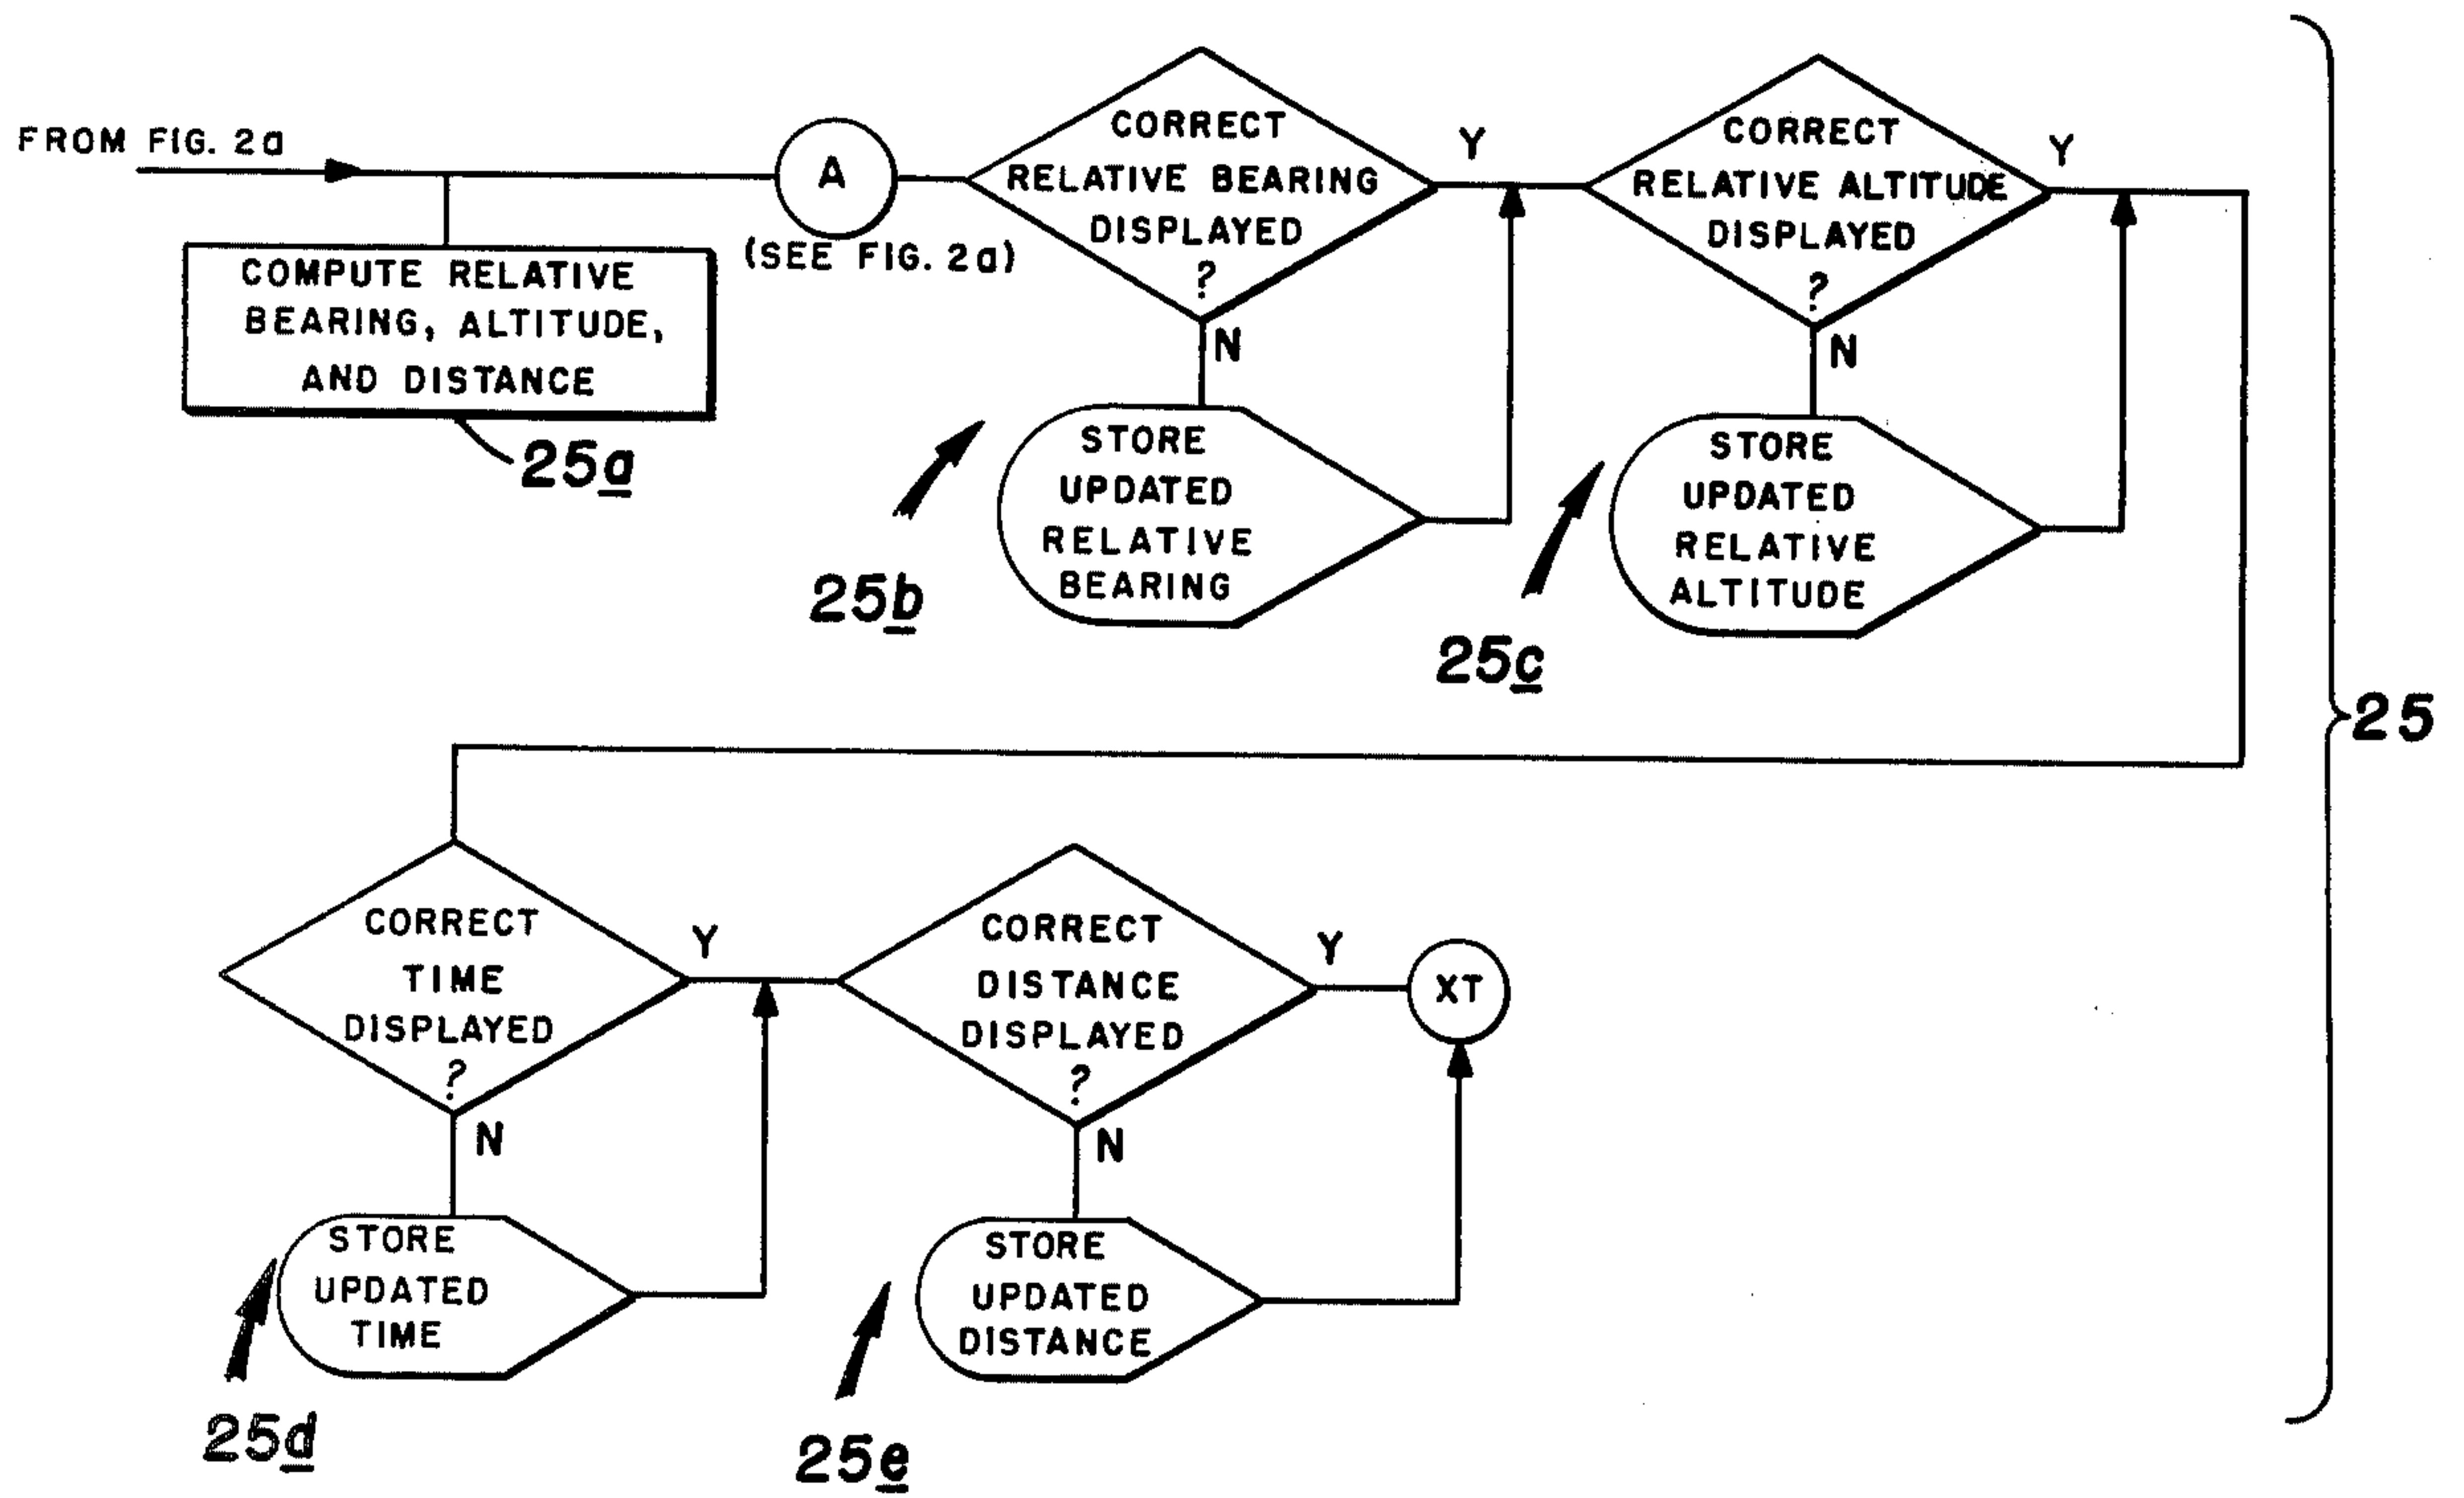 FROM FIG. 2a
COMPUTE RELATIVE
BEARING, ALTITUDE,
AND DISTANCE
25a
A
(SEE FIG. 2a)
CORRECT
RELATIVE BEARING
DISPLAYED
?
Y
N
STORE
UPDATED
RELATIVE
BEARING
25b
CORRECT
RELATIVE ALTITUDE
DISPLAYED
?
Y
N
STORE
UPDATED
RELATIVE
ALTITUDE
25c
25
CORRECT
TIME
DISPLAYED
?
Y
N
STORE
UPDATED
TIME
25d
CORRECT
DISTANCE
DISPLAYED
?
Y
N
XT
STORE
UPDATED
DISTANCE
25e